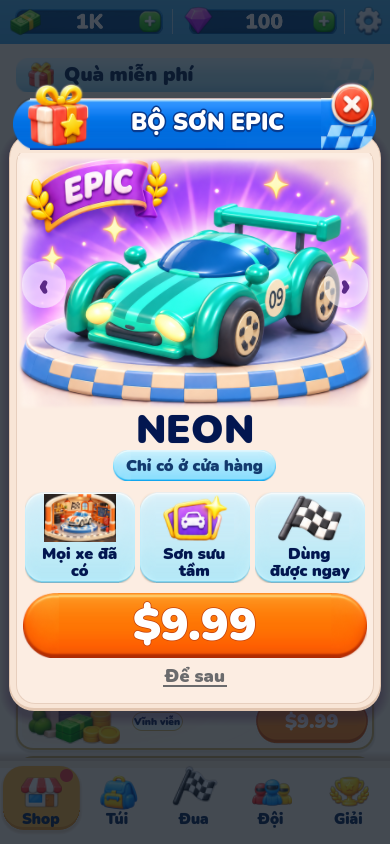 1K
100
Quà miễn phí
BỘ SƠN EPIC
EPIC
09
NEON
Chỉ có ở cửa hàng
Mọi xe đã
có
Sơn sưu
tầm
Dùng
được ngay
$9.99
Để sau
Vĩnh viễn
$9.99
Shop
Túi
Đua
Đội
Giải